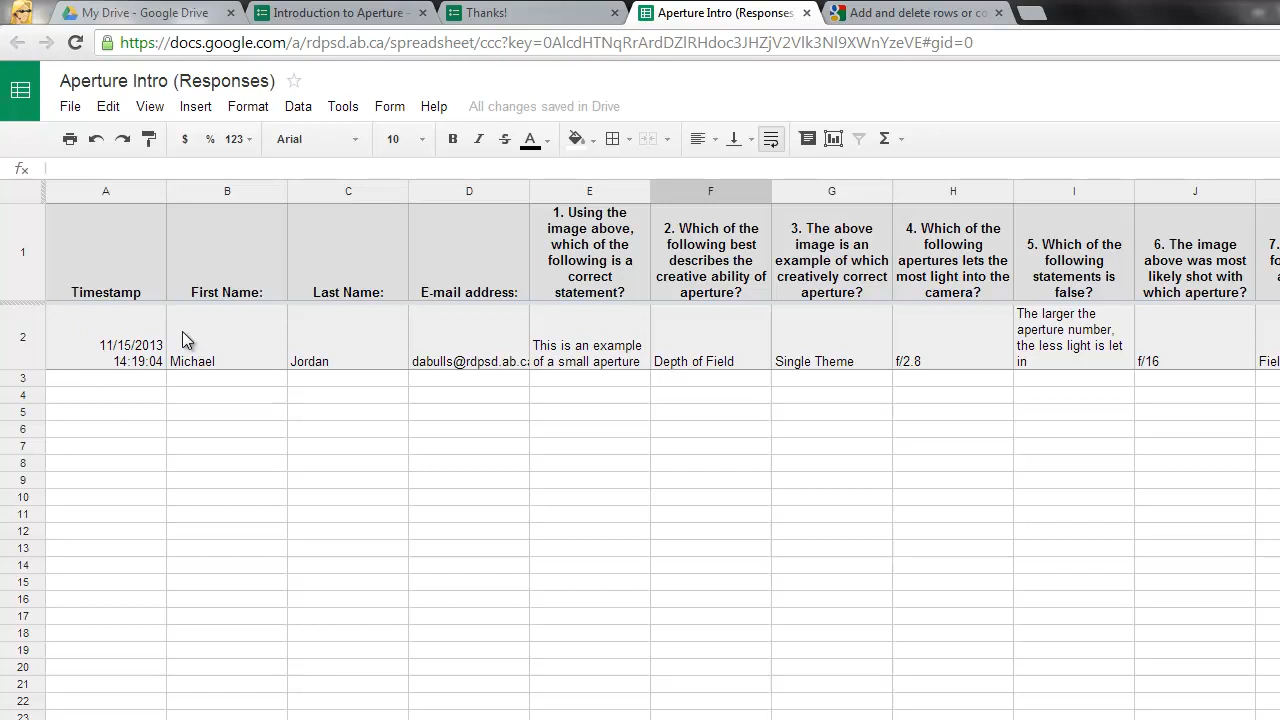 My Drive - Google Drive
Introduction to Aperture -
Thanks!
Aperture Intro (Responses)
Add and delete rows or co
https://docs.google.com/a/rdpsd.ab.ca/spreadsheet/ccc?key=0AlcdHTNqRrArdDZlRHdac3JHZjV2Vlk3Nl9XWnYzeVE#gid=0
Aperture Intro (Responses)
File Edit View Insert Format Data Tools Form Help All changes saved in Drive
$ % 123 Arial 10 B I S A Σ
fx
A B C D E F G H I J
1
Timestamp
First Name:
Last Name:
E-mail address:
1. Using the
image above,
which of the
following is a
correct
statement?
2. Which of the
following best
describes the
creative ability of
aperture?
3. The above
image is an
example of which
creatively correct
aperture?
4. Which of the
following
apertures lets the
most light into the
camera?
5. Which of the
following
statements is
false?
6. The image
above was most
likely shot with
which aperture?
7.
2
11/15/2013
14:19:04
Michael
Jordan
dabulls@rdpsd.ab.ca
This is an example
of a small aperture
Depth of Field
Single Theme
f/2.8
The larger the
aperture number,
the less light is let
in
f/16
Fiel
3
4
5
6
7
8
9
10
11
12
13
14
15
16
17
18
19
20
21
22
23